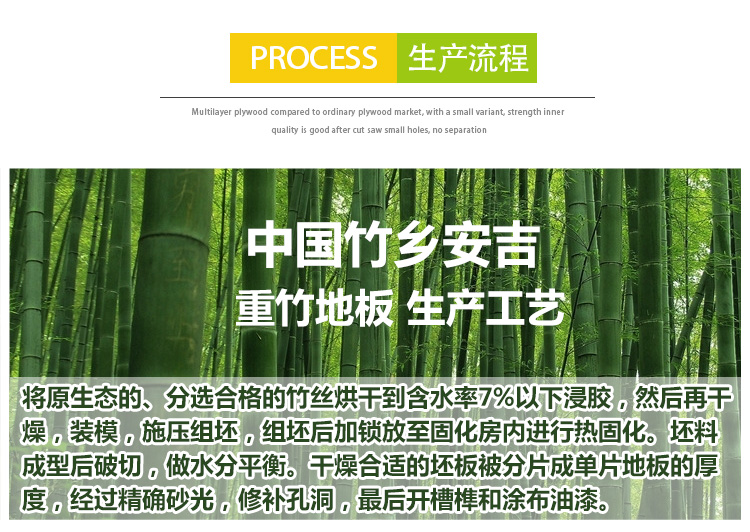 PROCESS 生产流程
Multilayer plywood compared to ordinary plywood market, with a small variant, strength inner
quality is good after cut saw small holes, no separation
中国竹乡安吉
重竹地板 生产工艺
将原生态的、分选合格的竹丝烘干到含水率7%以下浸胶，然后再干
燥，装模，施压组坯，组坯后加锁放至固化房内进行热固化。坯料
成型后破切，做水分平衡。干燥合适的坯板被分片成单片地板的厚
度，经过精确砂光，修补孔洞，最后开槽榫和涂布油漆。